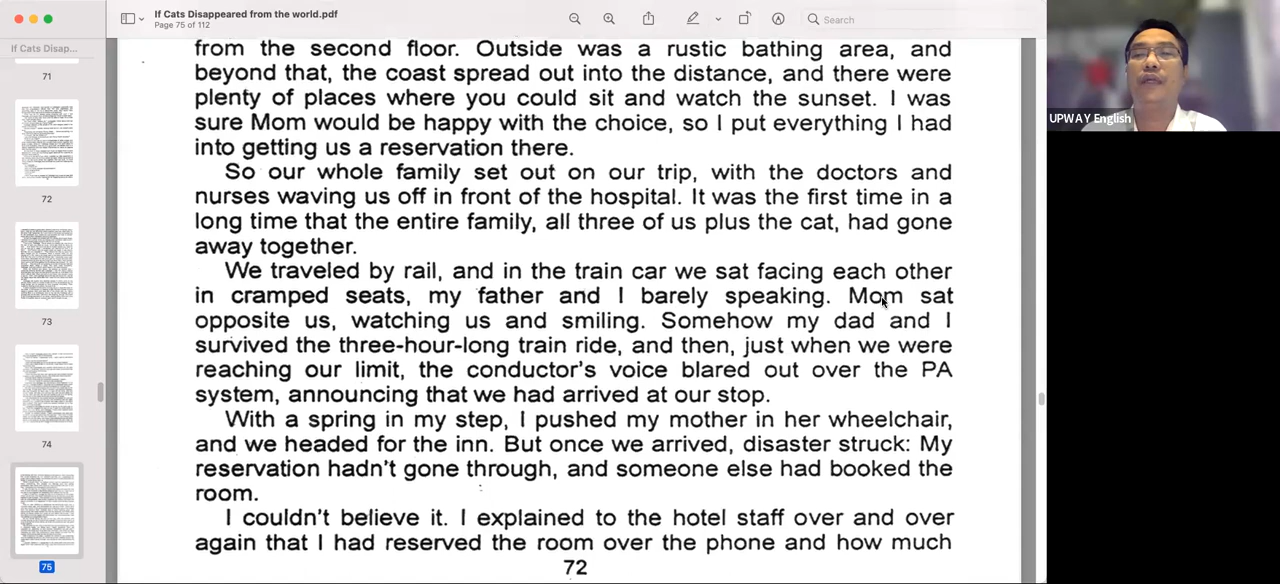 If Cats Disappeared from the world.pdf
Page 75 of 112
Search
If Cats Disap...
71
72
73
74
75
from the second floor. Outside was a rustic bathing area, and
beyond that, the coast spread out into the distance, and there were
plenty of places where you could sit and watch the sunset. I was
sure Mom would be happy with the choice, so I put everything I had
into getting us a reservation there.
So our whole family set out on our trip, with the doctors and
nurses waving us off in front of the hospital. It was the first time in a
long time that the entire family, all three of us plus the cat, had gone
away together.
We traveled by rail, and in the train car we sat facing each other
in cramped seats, my father and I barely speaking. Mom sat
opposite us, watching us and smiling. Somehow my dad and I
survived the three-hour-long train ride, and then, just when we were
reaching our limit, the conductor's voice blared out over the PA
system, announcing that we had arrived at our stop.
With a spring in my step, I pushed my mother in her wheelchair,
and we headed for the inn. But once we arrived, disaster struck: My
reservation hadn't gone through, and someone else had booked the
room.
I couldn't believe it. I explained to the hotel staff over and over
again that I had reserved the room over the phone and how much
72
UPWAY English